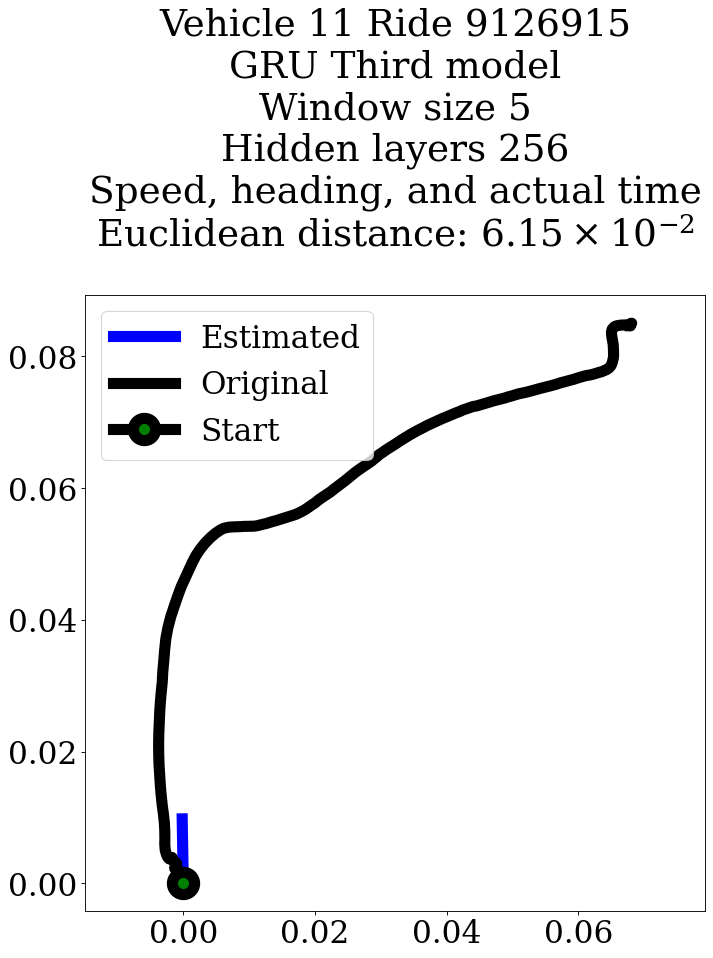 Vehicle 11 Ride 9126915
GRU Third model
Window size 5
Hidden layers 256
Speed, heading, and actual time
Euclidean distance: 6.15 × 10⁻²
Estimated
Original
Start
0.08
0.06
0.04
0.02
0.00
0.00 0.02 0.04 0.06